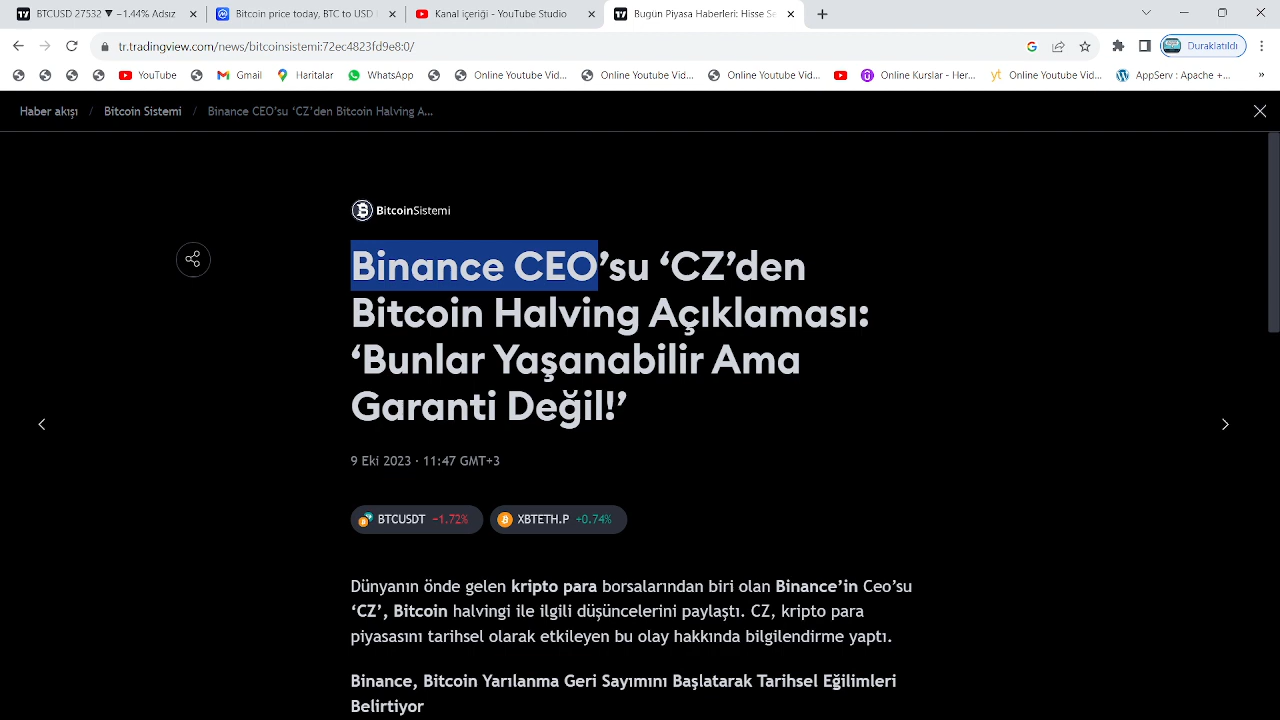 BTCUSD 27532 ▼ −1.44% Adsız
Bitcoin price today, BTC to USD l
Kanal içeriği - YouTube Studio
Bugün Piyasa Haberleri: Hisse Se
tr.tradingview.com/news/bitcoinsistemi:72ec4823fd9e8:0/
Duraklatıldı
YouTube
Gmail
Haritalar
WhatsApp
Online Youtube Vid...
Online Youtube Vid...
Online Youtube Vid...
Online Kurslar - Her...
yt Online Youtube Vid...
AppServ : Apache +...
»
Haber akışı / Bitcoin Sistemi / Binance CEO’su ‘CZ’den Bitcoin Halving A...
BitcoinSistemi
Binance CEO’su ‘CZ’den
Bitcoin Halving Açıklaması:
‘Bunlar Yaşanabilir Ama
Garanti Değil!’
9 Eki 2023 · 11:47 GMT+3
BTCUSDT −1.72%
XBTETH.P +0.74%
Dünyanın önde gelen kripto para borsalarından biri olan Binance’in Ceo’su
‘CZ’, Bitcoin halvingi ile ilgili düşüncelerini paylaştı. CZ, kripto para
piyasasını tarihsel olarak etkileyen bu olay hakkında bilgilendirme yaptı.
Binance, Bitcoin Yarılanma Geri Sayımını Başlatarak Tarihsel Eğilimleri
Belirtiyor